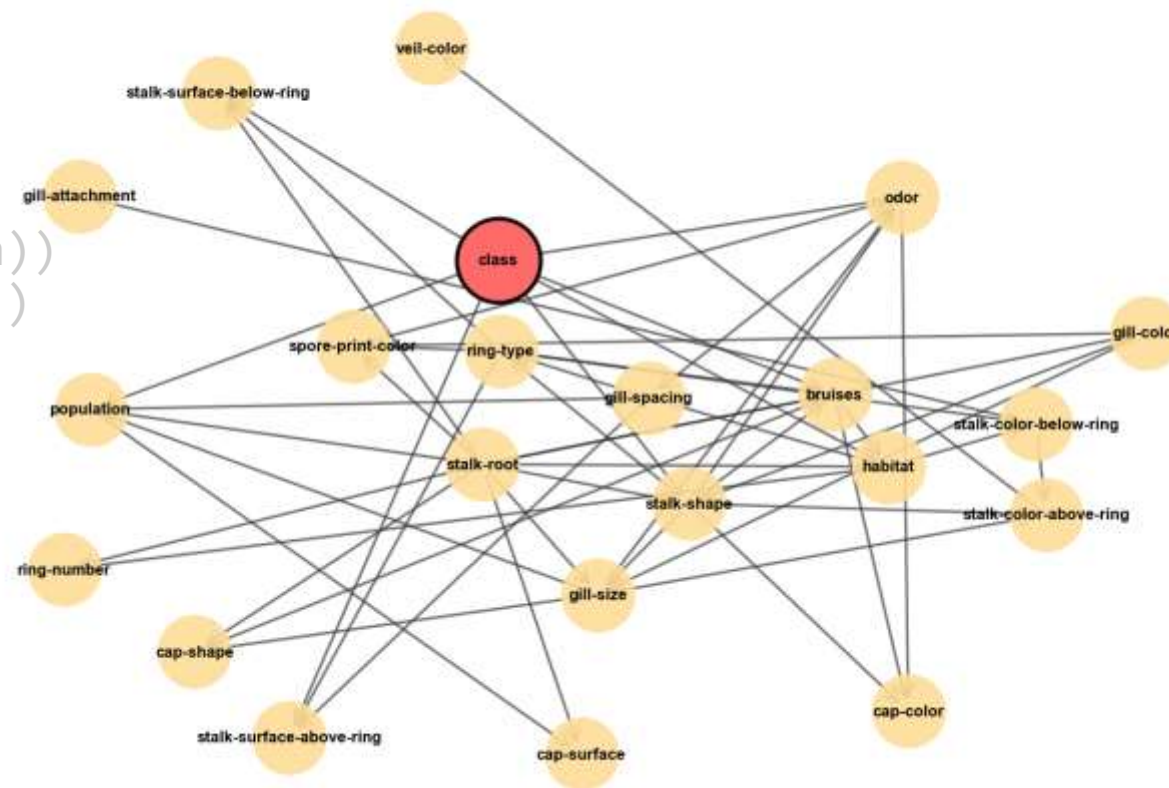 veil-color
stalk-surface-below-ring
gill-attachment
odor
class
gill-colo
spore-print-color
ring-type
gill-spacing
bruises
population
stalk-color-below-ring
stalk-root
habitat
stalk-shape
stalk-color-above-ring
ring-number
gill-size
cap-shape
cap-color
stalk-surface-above-ring
cap-surface